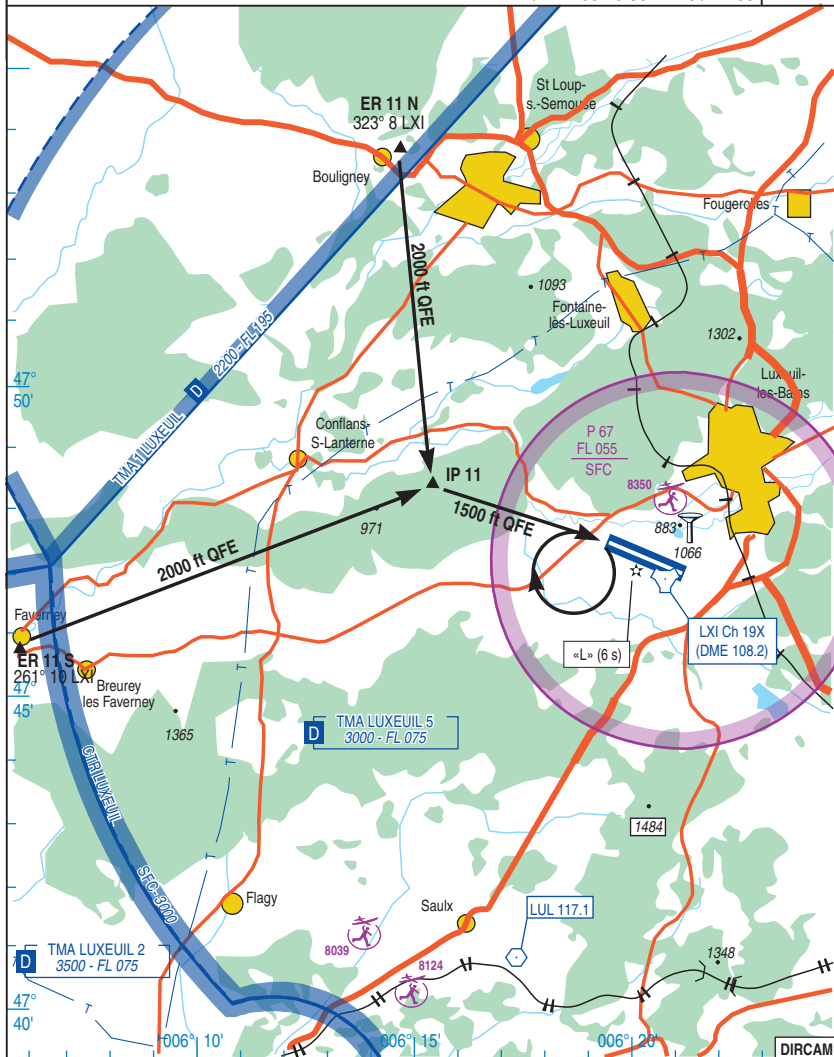 St Loup-
s.-Semouse
ER 11 N
323° 8 LXI
Bouligney
Fougerolles
2000 ft QFE
1093
Fontaine-
lès-Luxeuil
1302
TMA 1 LUXEUIL D 2200 - FL 195
47°
50'
Luxeuil-
les-Bains
Conflans-
S-Lanterne
P 67
FL 055
SFC
IP 11
8350
1500 ft QFE
971
883
1066
2000 ft QFE
Faverney
ER 11 S
261° 10 LXI
«L» (6 s)
LXI Ch 19X
(DME 108.2)
Breurey
les Faverney
47°
45'
1365
D
TMA LUXEUIL 5
3000 - FL 075
CTR LUXEUIL
SFC - 3000
1484
Flagy
Saulx
LUL 117.1
8039
D
TMA LUXEUIL 2
3500 - FL 075
8124
1348
47°
40'
006° 10'
006° 15'
006° 20'
DIRCAM